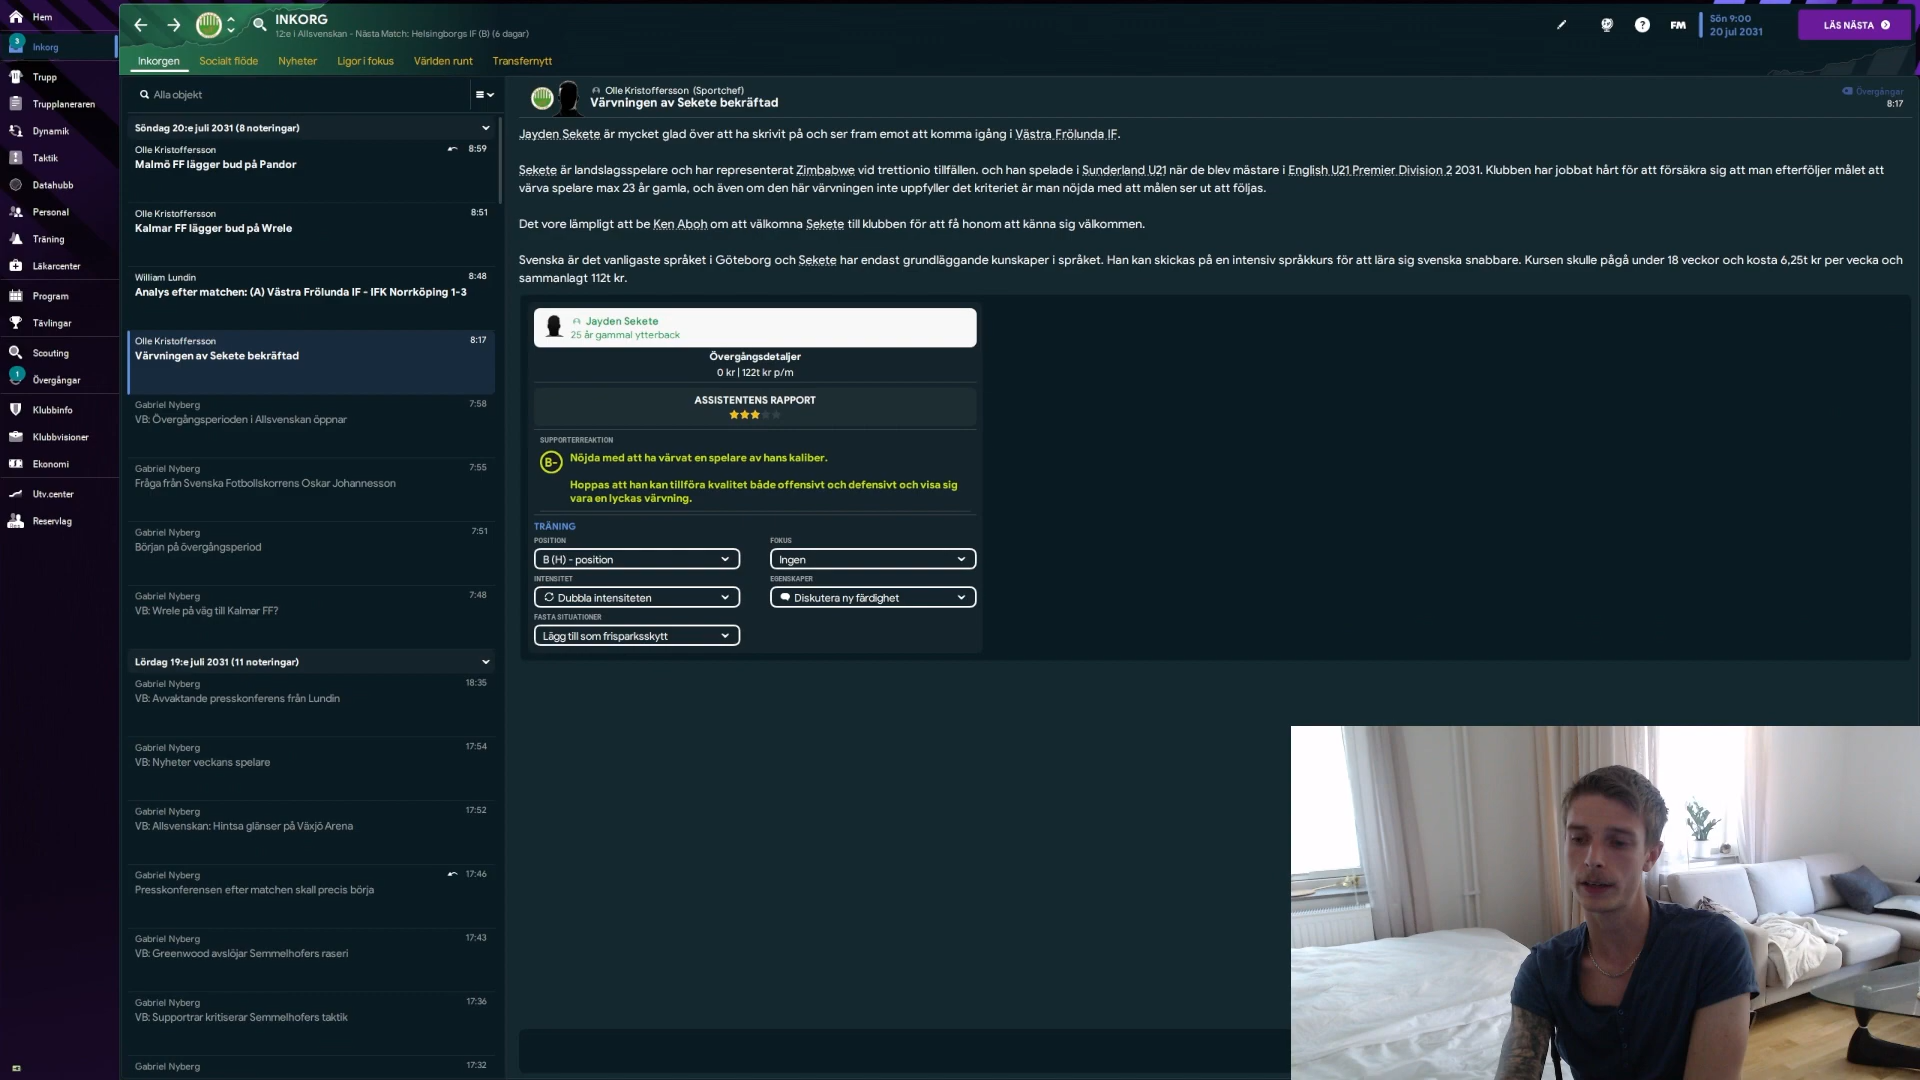 Hem
Inkorg
3
Trupp
Trupplaneraren
Dynamik
Taktik
Datahubb
Personal
Träning
Läkarcenter
Program
Tävlingar
Scouting
1
Övergångar
Klubbinfo
Klubbvisioner
Ekonomi
Utv.center
Reservlag
INKORG
12:e i Allsvenskan - Nästa Match: Helsingborgs IF (B) (6 dagar)
FM
Sön 9:00
20 jul 2031
LÄS NÄSTA
Inkorgen
Socialt flöde
Nyheter
Ligor i fokus
Världen runt
Transfernytt
Alla objekt
Söndag 20:e juli 2031 (8 noteringar)
Olle Kristoffersson 8:59
Malmö FF lägger bud på Pandor
Olle Kristoffersson 8:51
Kalmar FF lägger bud på Wrele
William Lundin 8:48
Analys efter matchen: (A) Västra Frölunda IF - IFK Norrköping 1-3
Olle Kristoffersson 8:17
Värvningen av Sekete bekräftad
Gabriel Nyberg 7:58
VB: Övergångsperioden i Allsvenskan öppnar
Gabriel Nyberg 7:55
Fråga från Svenska Fotbollskorrens Oskar Johannesson
Gabriel Nyberg 7:51
Början på övergångsperiod
Gabriel Nyberg 7:48
VB: Wrele på väg till Kalmar FF?
Lördag 19:e juli 2031 (11 noteringar)
Gabriel Nyberg 18:35
VB: Avvaktande presskonferens från Lundin
Gabriel Nyberg 17:54
VB: Nyheter veckans spelare
Gabriel Nyberg 17:52
VB: Allsvenskan: Hintsa glänser på Växjö Arena
Gabriel Nyberg 17:46
Presskonferensen efter matchen skall precis börja
Gabriel Nyberg 17:43
VB: Greenwood avslöjar Semmelhofers raseri
Gabriel Nyberg 17:36
VB: Supportrar kritiserar Semmelhofers taktik
Gabriel Nyberg 17:32
Olle Kristoffersson (Sportchef)
Värvningen av Sekete bekräftad
Övergångar
8:17
Jayden Sekete är mycket glad över att ha skrivit på och ser fram emot att komma igång i Västra Frölunda IF.
Sekete är landslagsspelare och har representerat Zimbabwe vid trettionio tillfällen. och han spelade i Sunderland U21 när de blev mästare i English U21 Premier Division 2 2031. Klubben har jobbat hårt för att försäkra sig att man efterföljer målet att
värva spelare max 23 år gamla, och även om den här värvningen inte uppfyller det kriteriet är man nöjda med att målen ser ut att följas.
Det vore lämpligt att be Ken Aboh om att välkomna Sekete till klubben för att få honom att känna sig välkommen.
Svenska är det vanligaste språket i Göteborg och Sekete har endast grundläggande kunskaper i språket. Han kan skickas på en intensiv språkkurs för att lära sig svenska snabbare. Kursen skulle pågå under 18 veckor och kosta 6,25t kr per vecka och
sammanlagt 112t kr.
Jayden Sekete
25 år gammal ytterback
Övergångsdetaljer
0 kr | 122t kr p/m
ASSISTENTENS RAPPORT
SUPPORTERREAKTION
B-
Nöjda med att ha värvat en spelare av hans kaliber.
Hoppas att han kan tillföra kvalitet både offensivt och defensivt och visa sig
vara en lyckas värvning.
TRÄNING
POSITION
B (H) - position
FOKUS
Ingen
INTENSITET
Dubbla intensiteten
EGENSKAPER
Diskutera ny färdighet
FASTA SITUATIONER
Lägg till som frisparksskytt